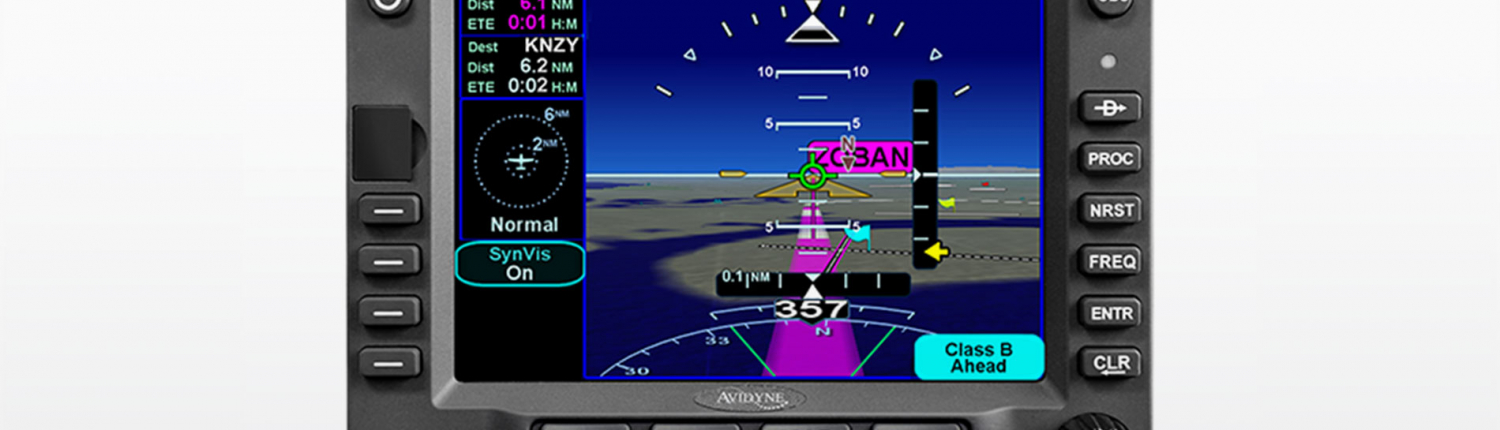 Dist 6.1 NM
ETE 0:01 H:M
Dest KNZY
Dist 6.2 NM
ETE 0:02 H:M
6NM
2NM
Normal
SynVis
On
10 10
5 5
N
5 5
0.1 NM
357
N
33
30
Class B
Ahead
AVIDYNE
D
PROC
NRST
FREQ
ENTR
CLR